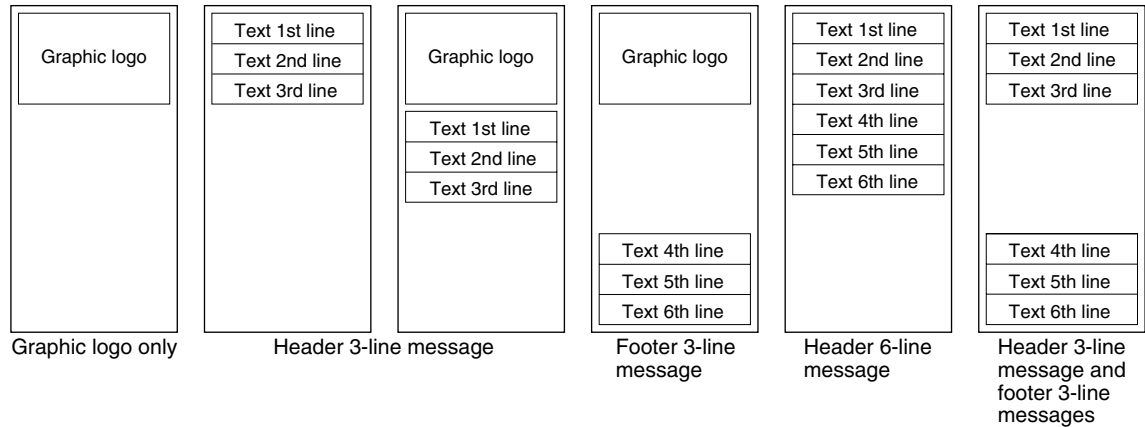 Graphic logo
Graphic logo only
Text 1st line
Text 2nd line
Text 3rd line
Graphic logo
Text 1st line
Text 2nd line
Text 3rd line
Header 3-line message
Graphic logo
Text 4th line
Text 5th line
Text 6th line
Footer 3-line
message
Text 1st line
Text 2nd line
Text 3rd line
Text 4th line
Text 5th line
Text 6th line
Header 6-line
message
Text 1st line
Text 2nd line
Text 3rd line
Text 4th line
Text 5th line
Text 6th line
Header 3-line
message and
footer 3-line
messages